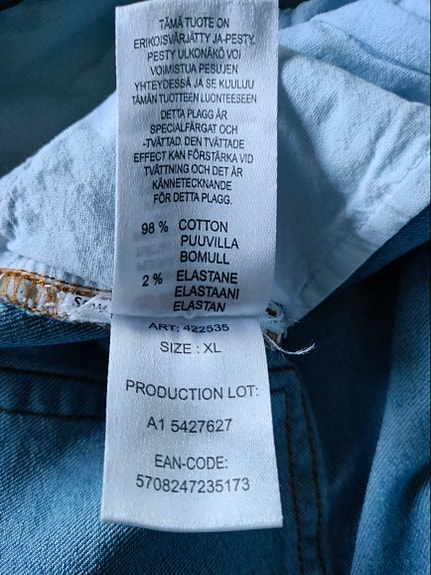 TÄMÄ TUOTE ON
ERIKOISVÄRJÄTTY JA-PESTY.
PESTY ULKONÄKÖ VOI
VOIMISTUA PESUJEN
YHTEYDESSÄ JA SE KUULUU
TÄMÄN TUOTTEEN LUONTEESEEN
DETTA PLAGG ÄR
SPECIALFÄRGAT OCH
-TVÄTTAD. DEN TVÄTTADE
EFFECT KAN FÖRSTÄRKA VID
TVÄTTNING OCH DET ÄR
KÄNNETECKNANDE
FÖR DETTA PLAGG.
98 % COTTON
PUUVILLA
BOMULL
2 % ELASTANE
ELASTAANI
ELASTAN
ART: 422535
SIZE : XL
PRODUCTION LOT:
A1 5427627
EAN-CODE:
5708247235173